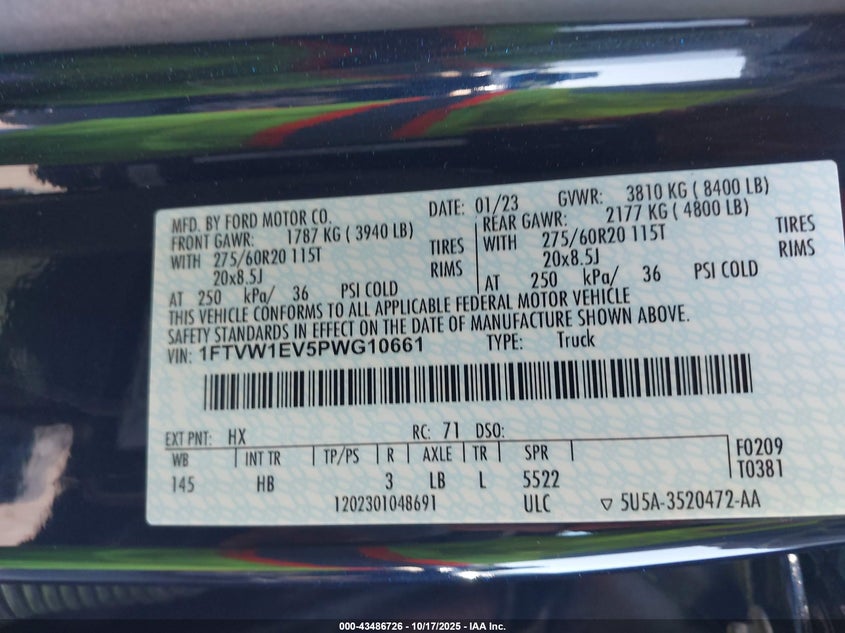 MFD. BY FORD MOTOR CO. DATE: 01/23 GVWR: 3810 KG ( 8400 LB)
FRONT GAWR: 1787 KG ( 3940 LB) REAR GAWR: 2177 KG ( 4800 LB)
WITH 275/60R20 115T TIRES WITH 275/60R20 115T TIRES
20x8.5J RIMS 20x8.5J RIMS
AT 250 kPa/ 36 PSI COLD AT 250 kPa/ 36 PSI COLD
THIS VEHICLE CONFORMS TO ALL APPLICABLE FEDERAL MOTOR VEHICLE
SAFETY STANDARDS IN EFFECT ON THE DATE OF MANUFACTURE SHOWN ABOVE.
VIN: 1FTVW1EV5PWG10661 TYPE: Truck
EXT PNT: HX RC: 71 DSO:
WB INT TR TP/PS R AXLE TR SPR F0209
145 HB 3 LB L 5522 T0381
1202301048691 ULC ▽ 5U5A-3520472-AA
000-43486726 - 10/17/2025 - IAA Inc.